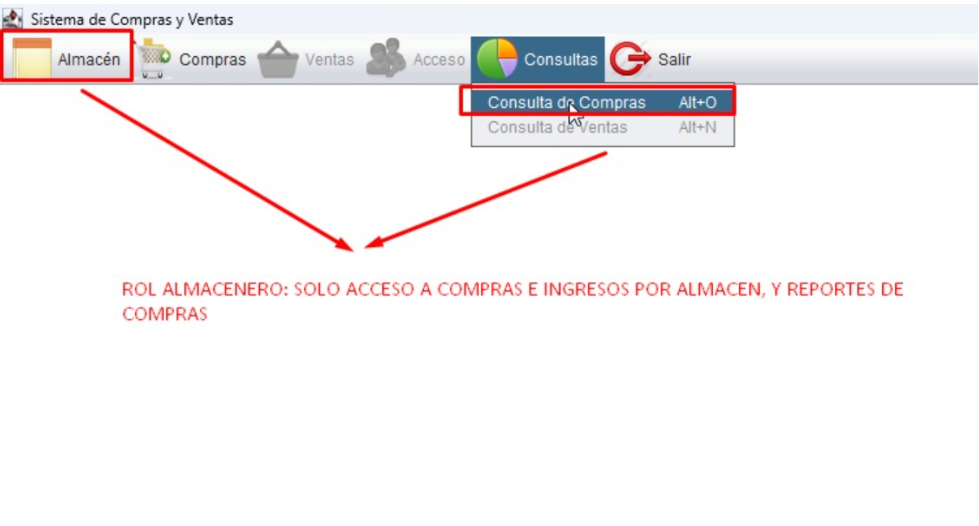 Sistema de Compras y Ventas
Almacén Compras Ventas Acceso Consultas Salir
Consulta de Compras Alt+O
Consulta de Ventas Alt+N
ROL ALMACENERO: SOLO ACCESO A COMPRAS E INGRESOS POR ALMACEN, Y REPORTES DE
COMPRAS